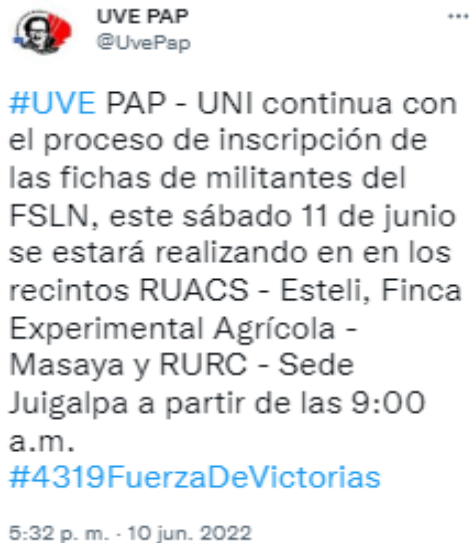 UVE PAP
@UvePap
#UVE PAP - UNI continua con
el proceso de inscripción de
las fichas de militantes del
FSLN, este sábado 11 de junio
se estará realizando en en los
recintos RUACS - Esteli, Finca
Experimental Agrícola -
Masaya y RURC - Sede
Juigalpa a partir de las 9:00
a.m.
#4319FuerzaDeVictorias
5:32 p. m. · 10 jun. 2022